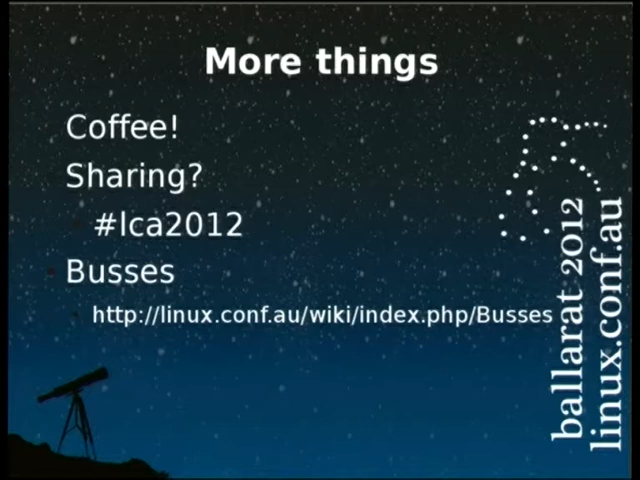 More things
Coffee!
Sharing?
#lca2012
Busses
http://linux.conf.au/wiki/index.php/Busses
ballarat 2012
linux.conf.au